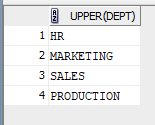 UPPER(DEPT)
1 HR
2 MARKETING
3 SALES
4 PRODUCTION